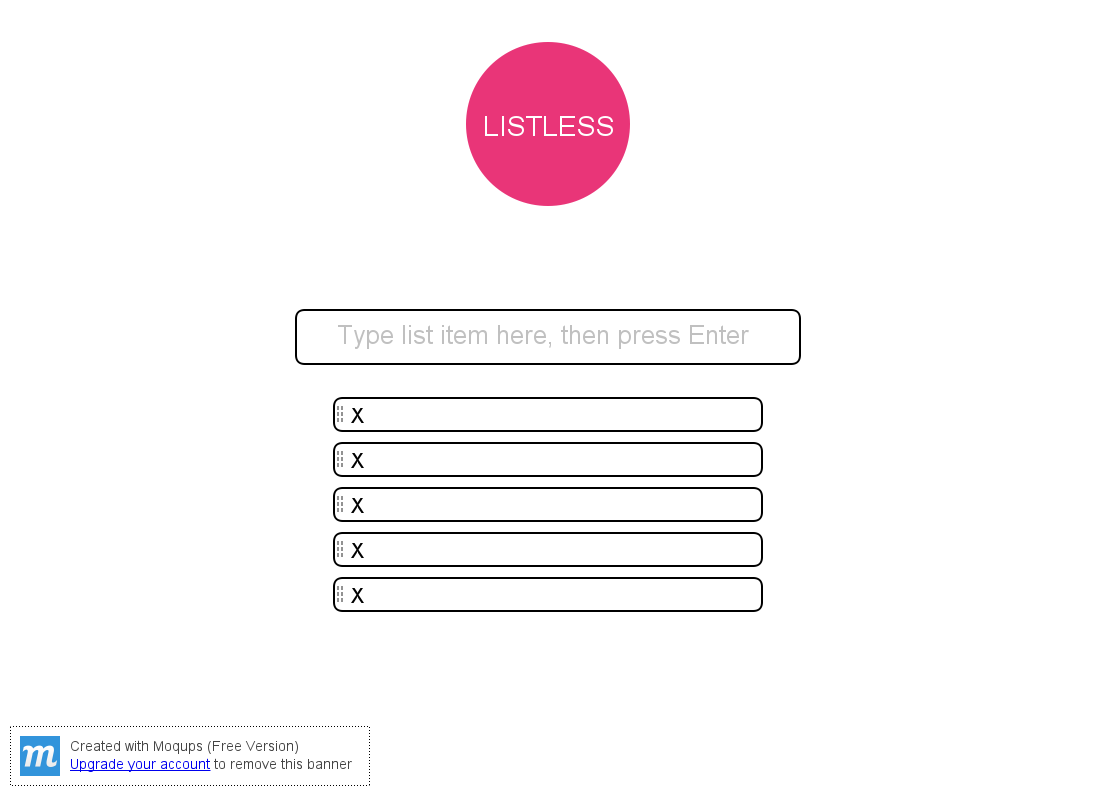 LISTLESS
Type list item here, then press Enter
X
X
X
X
X
m
Created with Moqups (Free Version)
Upgrade your account to remove this banner